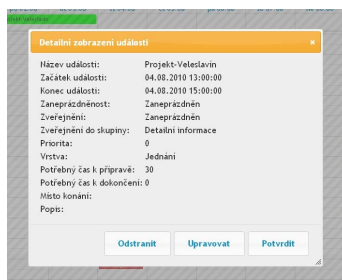 Detailní zobrazení události
Název události: Projekt-Veleslavín
Začátek události: 04.08.2010 13:00:00
Konec události: 04.08.2010 15:00:00
Zaneprázdněnost: Zaneprázdněn
Zveřejnění: Zaneprázdněn
Zveřejnění do skupiny: Detailní informace
Priorita: 0
Vrstva: Jednání
Potřebný čas k přípravě: 30
Potřebný čas k dokončení: 0
Místo konání:
Popis:
Odstranit Upravovat Potvrdit